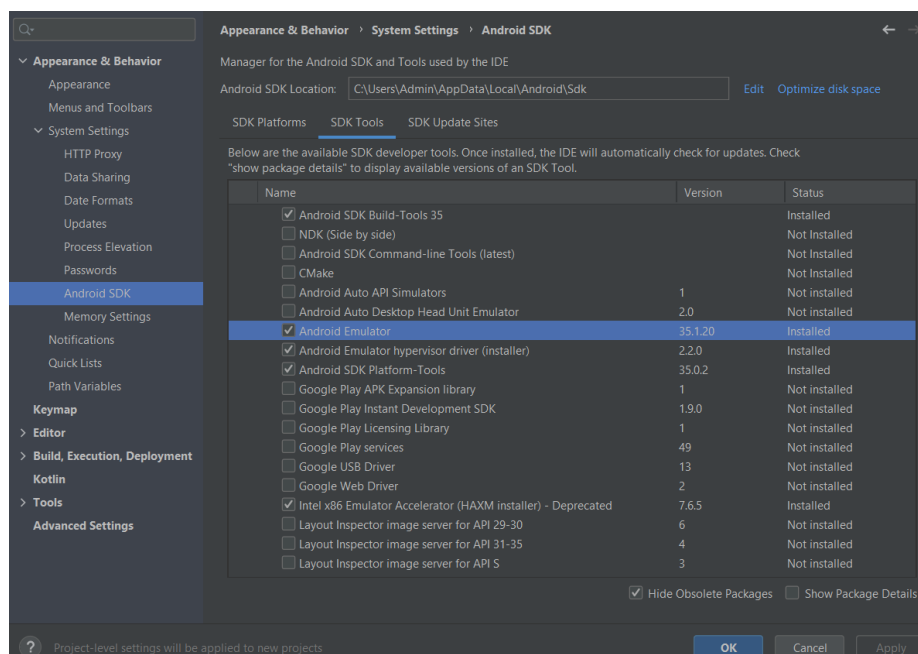 Appearance & Behavior › System Settings › Android SDK
Appearance & Behavior
Appearance
Menus and Toolbars
System Settings
HTTP Proxy
Data Sharing
Date Formats
Updates
Process Elevation
Passwords
Android SDK
Memory Settings
Notifications
Quick Lists
Path Variables
Keymap
Editor
Build, Execution, Deployment
Kotlin
Tools
Advanced Settings
Manager for the Android SDK and Tools used by the IDE
Android SDK Location: C:\Users\Admin\AppData\Local\Android\Sdk Edit Optimize disk space
SDK Platforms SDK Tools SDK Update Sites
Below are the available SDK developer tools. Once installed, the IDE will automatically check for updates. Check
"show package details" to display available versions of an SDK Tool.
Name Version Status
Android SDK Build-Tools 35 Installed
NDK (Side by side) Not Installed
Android SDK Command-line Tools (latest) Not Installed
CMake Not Installed
Android Auto API Simulators 1 Not installed
Android Auto Desktop Head Unit Emulator 2.0 Not installed
Android Emulator 35.1.20 Installed
Android Emulator hypervisor driver (installer) 2.2.0 Installed
Android SDK Platform-Tools 35.0.2 Installed
Google Play APK Expansion library 1 Not installed
Google Play Instant Development SDK 1.9.0 Not installed
Google Play Licensing Library 1 Not installed
Google Play services 49 Not installed
Google USB Driver 13 Not installed
Google Web Driver 2 Not installed
Intel x86 Emulator Accelerator (HAXM installer) - Deprecated 7.6.5 Installed
Layout Inspector image server for API 29-30 6 Not installed
Layout Inspector image server for API 31-35 4 Not installed
Layout Inspector image server for API S 3 Not installed
Hide Obsolete Packages Show Package Details
? Project-level settings will be applied to new projects
OK Cancel Apply